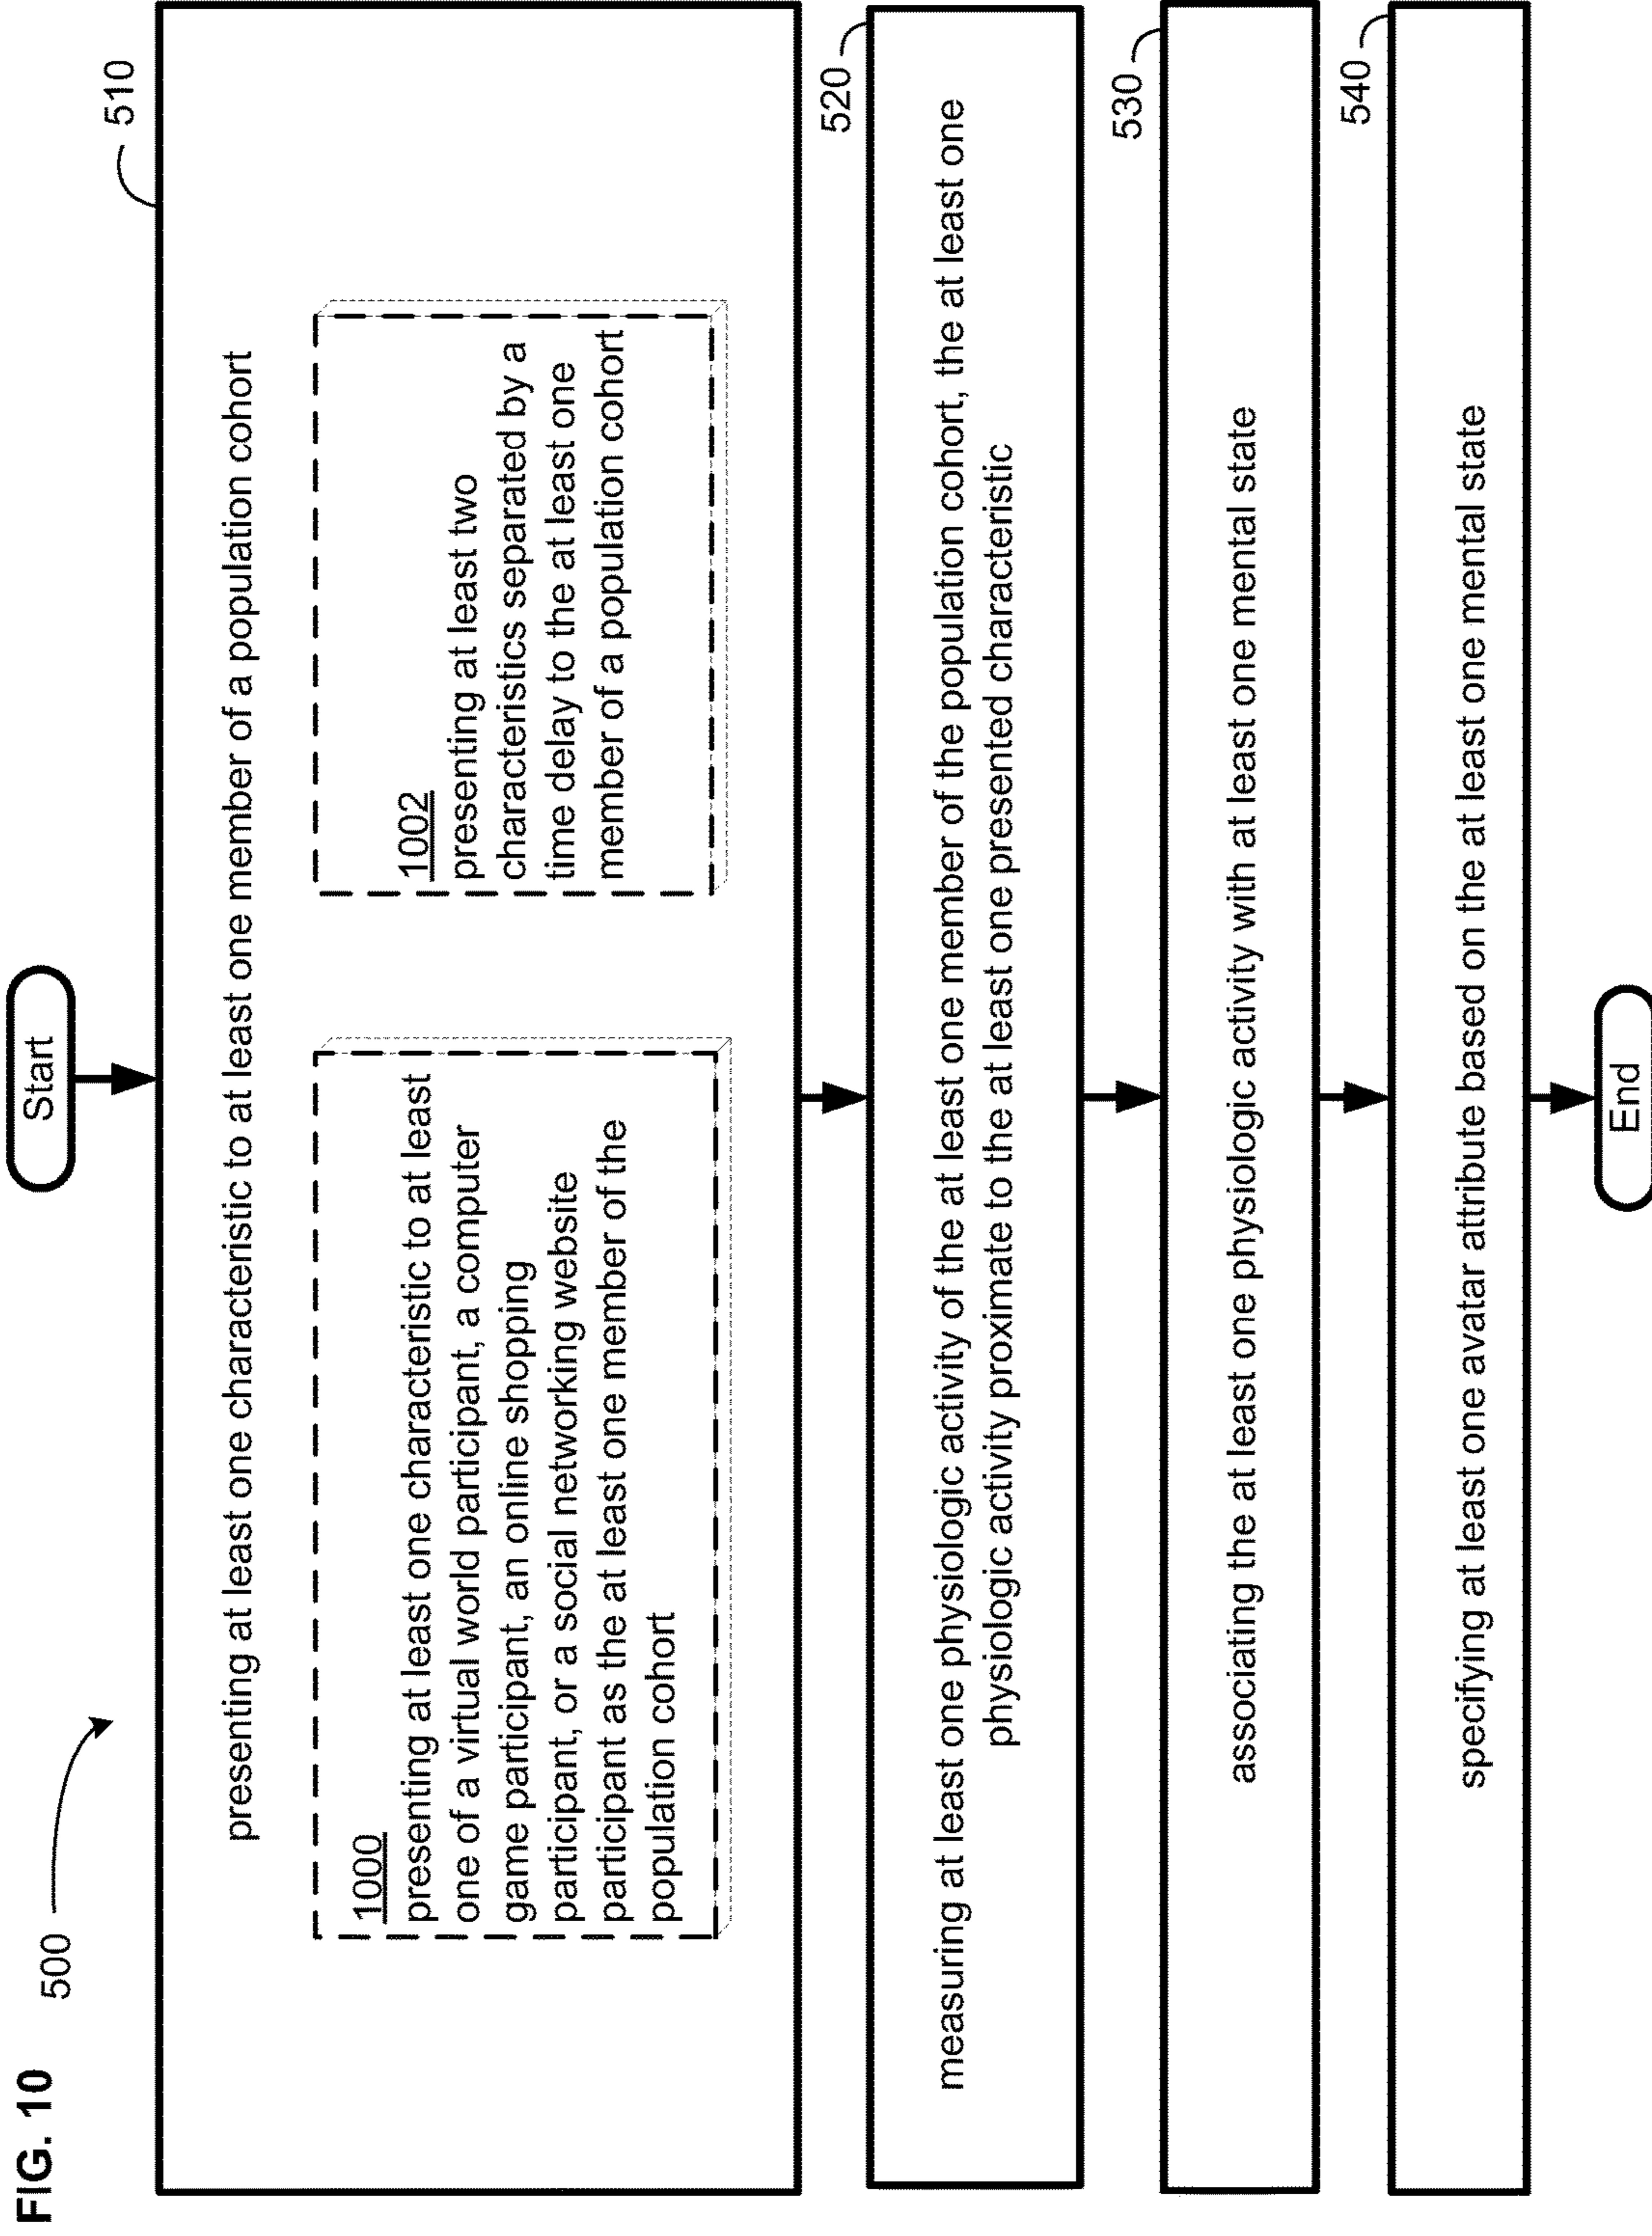 FIG. 10
500
Start
510
presenting at least one characteristic to at least one member of a population cohort
1000
presenting at least one characteristic to at least
one of a virtual world participant, a computer
game participant, an online shopping
participant, or a social networking website
participant as the at least one member of the
population cohort
1002
presenting at least two
characteristics separated by a
time delay to the at least one
member of a population cohort
520
measuring at least one physiologic activity of the at least one member of the population cohort, the at least one
physiologic activity proximate to the at least one presented characteristic
530
associating the at least one physiologic activity with at least one mental state
540
specifying at least one avatar attribute based on the at least one mental state
End